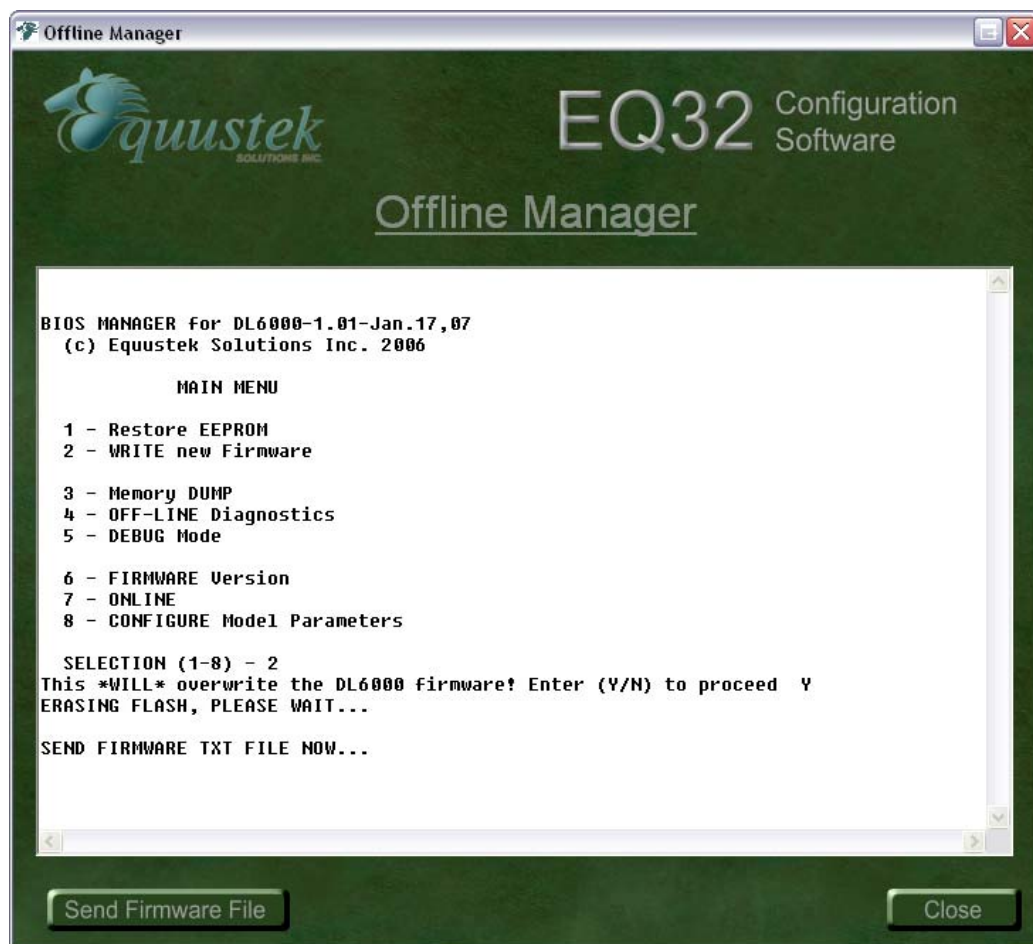 Offline Manager
Equustek
SOLUTIONS INC.
EQ32 Configuration
Software
Offline Manager
BIOS MANAGER for DL6000-1.01-Jan.17,07
(c) Equustek Solutions Inc. 2006
MAIN MENU
1 - Restore EEPROM
2 - WRITE new Firmware
3 - Memory DUMP
4 - OFF-LINE Diagnostics
5 - DEBUG Mode
6 - FIRMWARE Version
7 - ONLINE
8 - CONFIGURE Model Parameters
SELECTION (1-8) - 2
This *WILL* overwrite the DL6000 firmware! Enter (Y/N) to proceed  Y
ERASING FLASH, PLEASE WAIT...
SEND FIRMWARE TXT FILE NOW...
Send Firmware File
Close